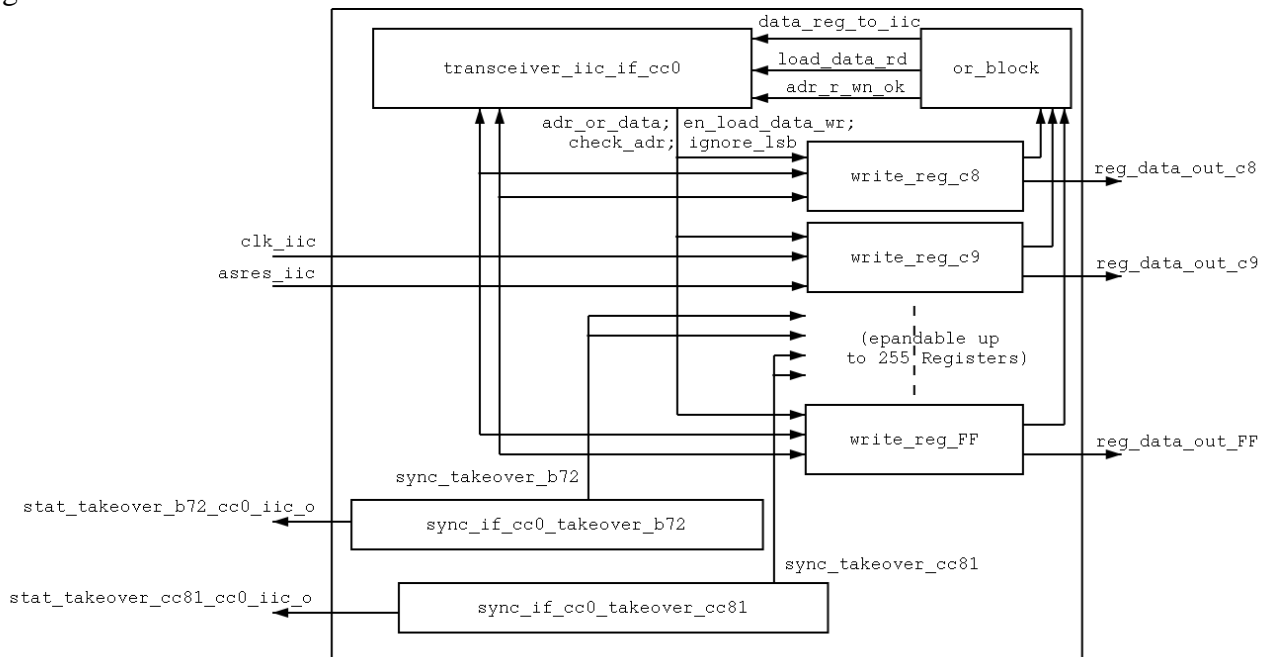 data_reg_to_iic
transceiver_iic_if_cc0
load_data_rd
or_block
adr_r_wn_ok
adr_or_data; en_load_data_wr;
check_adr; ignore_lsb
write_reg_c8
reg_data_out_c8
clk_iic
write_reg_c9
reg_data_out_c9
asres_iic
(epandable up
to 255 Registers)
write_reg_FF
reg_data_out_FF
sync_takeover_b72
stat_takeover_b72_cc0_iic_o
sync_if_cc0_takeover_b72
sync_takeover_cc81
stat_takeover_cc81_cc0_iic_o
sync_if_cc0_takeover_cc81